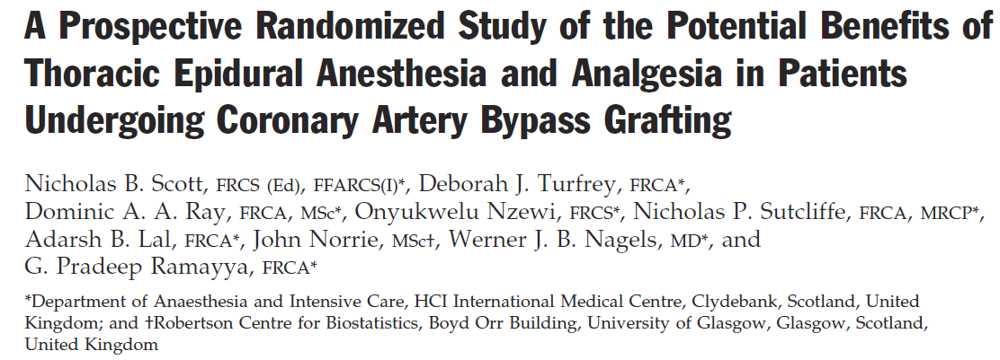 A Prospective Randomized Study of the Potential Benefits of
Thoracic Epidural Anesthesia and Analgesia in Patients
Undergoing Coronary Artery Bypass Grafting
Nicholas B. Scott, FRCS (Ed), FFARCS(I)*, Deborah J. Turfrey, FRCA*,
Dominic A. A. Ray, FRCA, MSc*, Onyukwelu Nzewi, FRCS*, Nicholas P. Sutcliffe, FRCA, MRCP*,
Adarsh B. Lal, FRCA*, John Norrie, MSc†, Werner J. B. Nagels, MD*, and
G. Pradeep Ramayya, FRCA*
*Department of Anaesthesia and Intensive Care, HCI International Medical Centre, Clydebank, Scotland, United
Kingdom; and †Robertson Centre for Biostatistics, Boyd Orr Building, University of Glasgow, Glasgow, Scotland,
United Kingdom